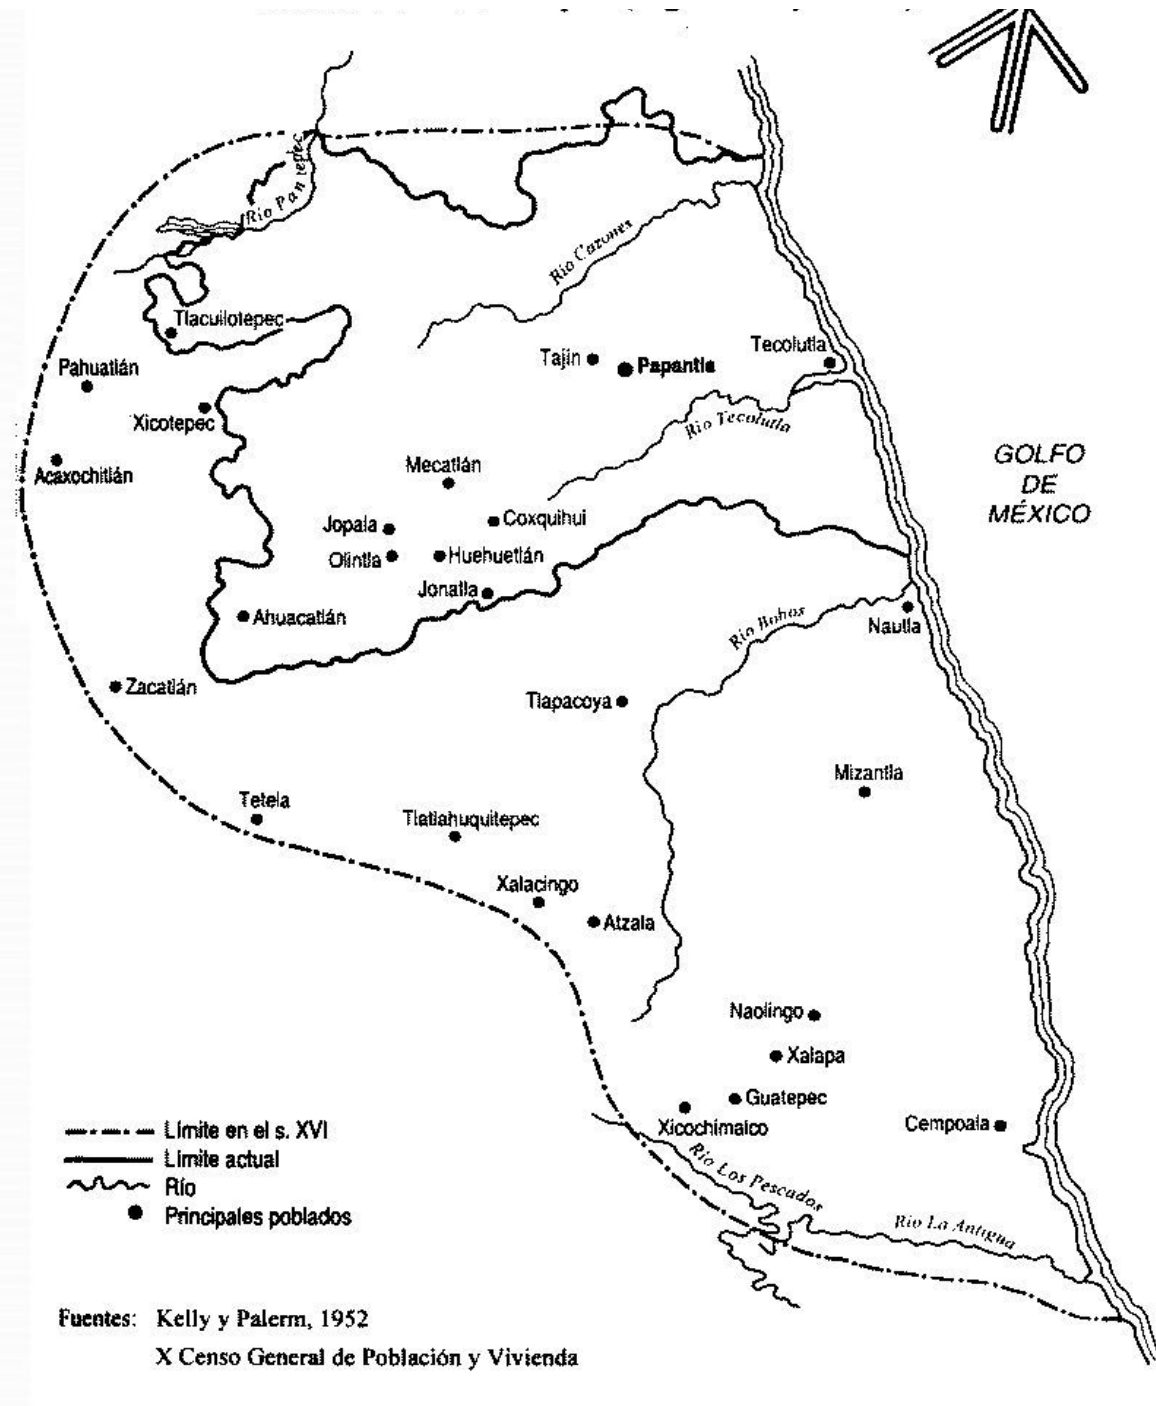 Río Pantepec
Río Cazones
Tlacuilotepec
Tecolutla
Tajín
Papantla
Pahuatlán
Xicotepec
Río Tecolutla
GOLFO
DE
MÉXICO
Acaxochitlán
Mecatlán
Jopala
Coxquihui
Olintla
Huehuetlán
Jonatla
Ahuacatlán
Río Bobos
Nautla
Zacatlán
Tlapacoya
Mizantla
Tetela
Tlatlahuquitepec
Xalacingo
Atzala
Naolingo
Xalapa
Guatepec
Xicochimalco
Cempoala
Río Los Pescados
Río La Antigua
Límite en el s. XVI
Límite actual
Río
Principales poblados
Fuentes: Kelly y Palerm, 1952
X Censo General de Población y Vivienda